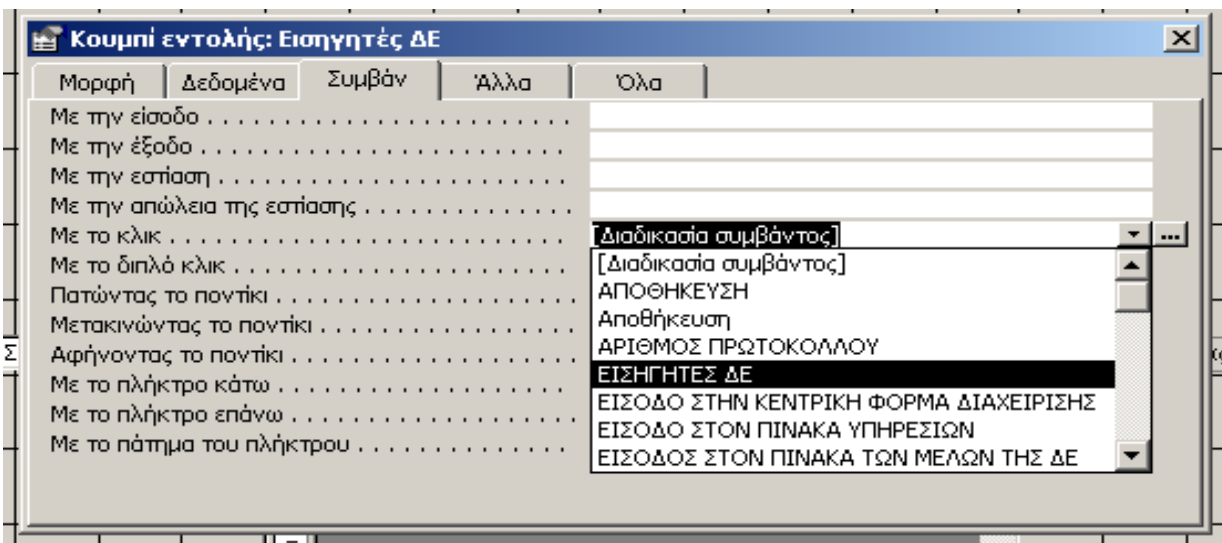 Κουμπί εντολής: Εισηγητές ΔΕ
Μορφή Δεδομένα Συμβάν Άλλα Όλα
Με την είσοδο . . . . . . . . . . . . . . . . . . . . . . . .
Με την έξοδο . . . . . . . . . . . . . . . . . . . . . . . .
Με την εστίαση . . . . . . . . . . . . . . . . . . . . . . .
Με την απώλεια της εστίασης . . . . . . . . . . . . . .
Με το κλικ . . . . . . . . . . . . . . . . . . . . . . . . . . [Διαδικασία συμβάντος] ...
Με το διπλό κλικ . . . . . . . . . . . . . . . . . . . . . .
Πατώντας το ποντίκι . . . . . . . . . . . . . . . . . . . .
Μετακινώντας το ποντίκι . . . . . . . . . . . . . . . . .
Αφήνοντας το ποντίκι . . . . . . . . . . . . . . . . . . .
Με το πλήκτρο κάτω . . . . . . . . . . . . . . . . . . .
Με το πλήκτρο επάνω . . . . . . . . . . . . . . . . . .
Με το πάτημα του πλήκτρου . . . . . . . . . . . . . .
[Διαδικασία συμβάντος]
ΑΠΟΘΗΚΕΥΣΗ
Αποθήκευση
ΑΡΙΘΜΟΣ ΠΡΩΤΟΚΟΛΛΟΥ
ΕΙΣΗΓΗΤΕΣ ΔΕ
ΕΙΣΟΔΟ ΣΤΗΝ ΚΕΝΤΡΙΚΗ ΦΟΡΜΑ ΔΙΑΧΕΙΡΙΣΗΣ
ΕΙΣΟΔΟ ΣΤΟΝ ΠΙΝΑΚΑ ΥΠΗΡΕΣΙΩΝ
ΕΙΣΟΔΟΣ ΣΤΟΝ ΠΙΝΑΚΑ ΤΩΝ ΜΕΛΩΝ ΤΗΣ ΔΕ